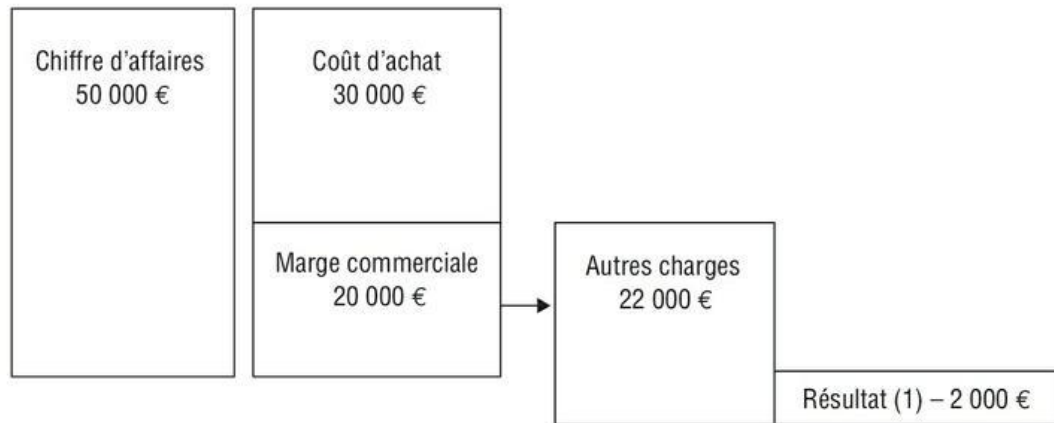 Chiffre d'affaires
50 000 €
Coût d'achat
30 000 €
Marge commerciale
20 000 €
Autres charges
22 000 €
Résultat (1) – 2 000 €